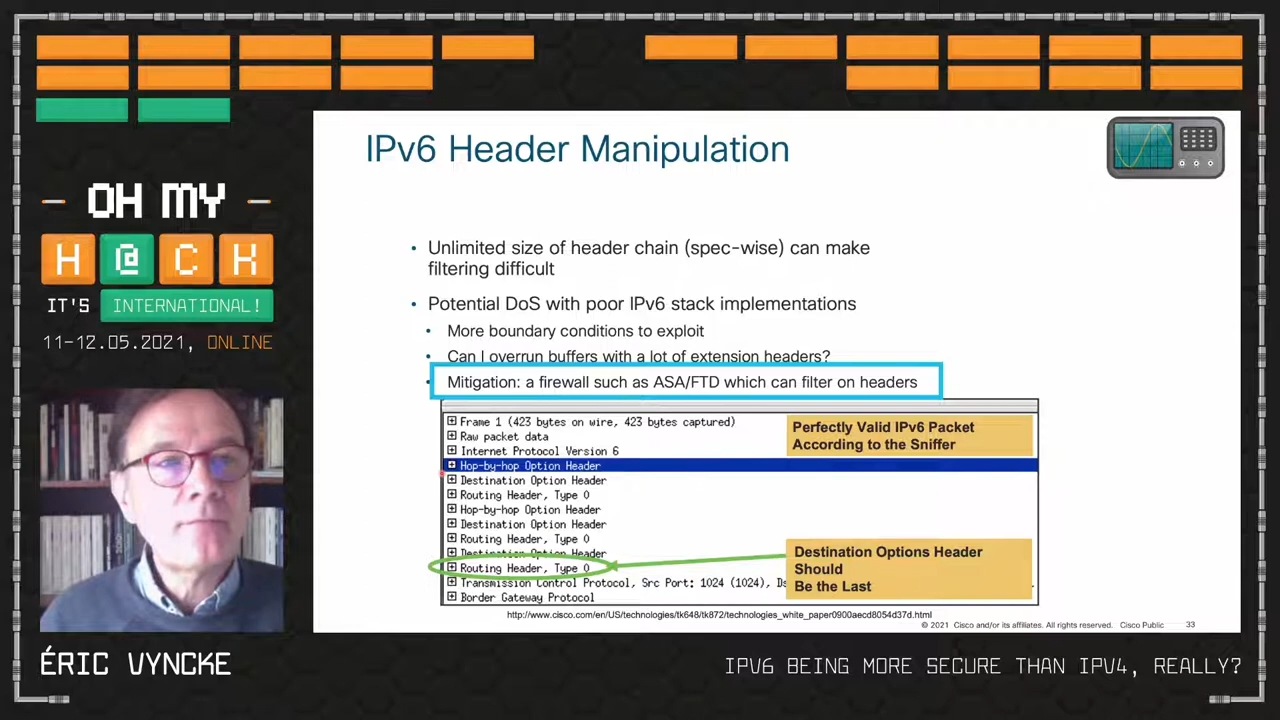 OH MY
H@CK
IT'S INTERNATIONAL!
11-12.05.2021, ONLINE
IPv6 Header Manipulation
• Unlimited size of header chain (spec-wise) can make
filtering difficult
• Potential DoS with poor IPv6 stack implementations
• More boundary conditions to exploit
• Can I overrun buffers with a lot of extension headers?
• Mitigation: a firewall such as ASA/FTD which can filter on headers
Frame 1 (423 bytes on wire, 423 bytes captured)
Raw packet data
Internet Protocol Version 6
Hop-by-hop Option Header
Destination Option Header
Routing Header, Type 0
Hop-by-hop Option Header
Destination Option Header
Routing Header, Type 0
Destination Option Header
Routing Header, Type 0
Transmission Control Protocol, Src Port: 1024 (1024), Ds
Border Gateway Protocol
Perfectly Valid IPv6 Packet
According to the Sniffer
Destination Options Header
Should
Be the Last
http://www.cisco.com/en/US/technologies/tk648/tk872/technologies_white_paper0900aecd8054d37d.html
© 2021 Cisco and/or its affiliates. All rights reserved. Cisco Public 33
ÉRIC VYNCKE
IPV6 BEING MORE SECURE THAN IPV4, REALLY?